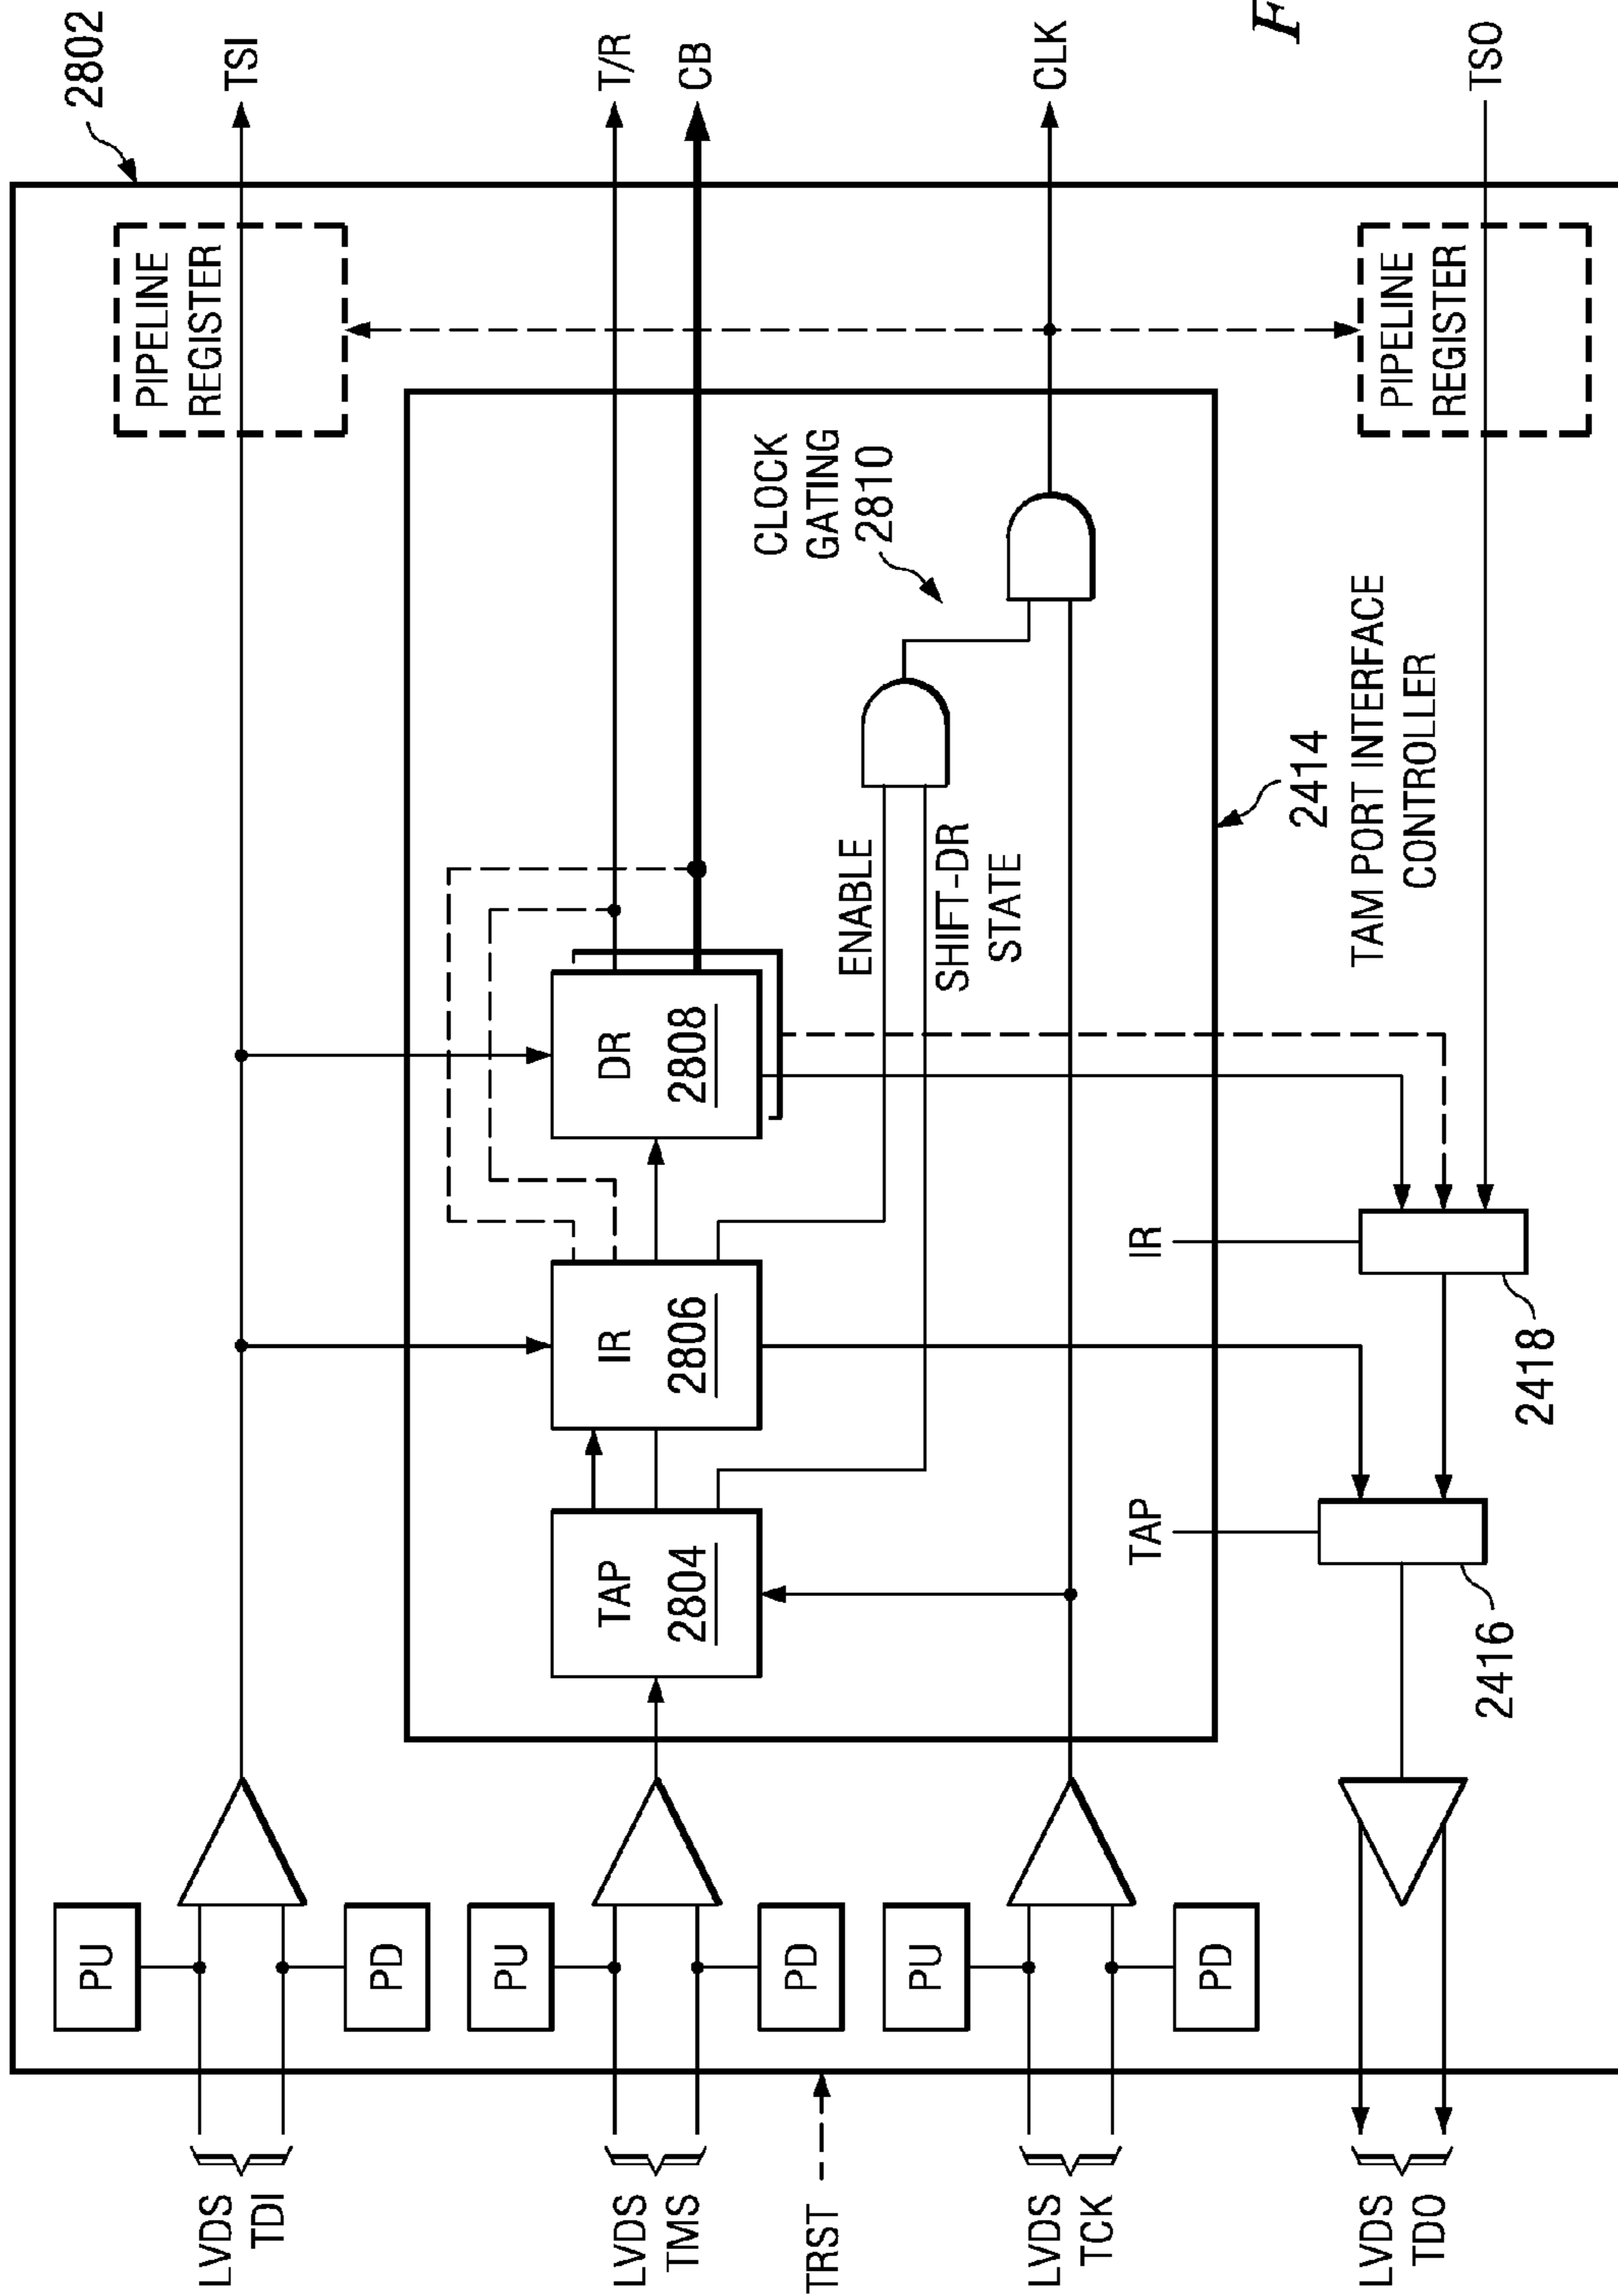 2802
TSI
T/R
CB
CLK
F
TSO
PIPELINE
REGISTER
PIPELINE
REGISTER
CLOCK
GATING
2810
ENABLE
SHIFT-DR
STATE
2414
TAM PORT INTERFACE
CONTROLLER
DR
2808
IR
2806
TAP
2804
IR
2418
TAP
2416
PU
PD
PU
PD
PU
PD
LVDS
TDI
LVDS
TMS
TRST
LVDS
TCK
LVDS
TDO